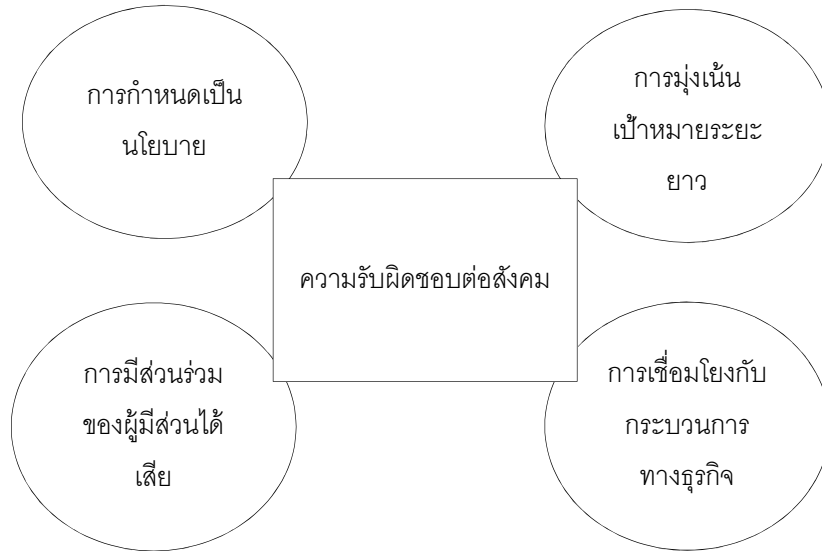 การกำหนดเป็น
นโยบาย
การมุ่งเน้น
เป้าหมายระยะ
ยาว
ความรับผิดชอบต่อสังคม
การมีส่วนร่วม
ของผู้มีส่วนได้
เสีย
การเชื่อมโยงกับ
กระบวนการ
ทางธุรกิจ